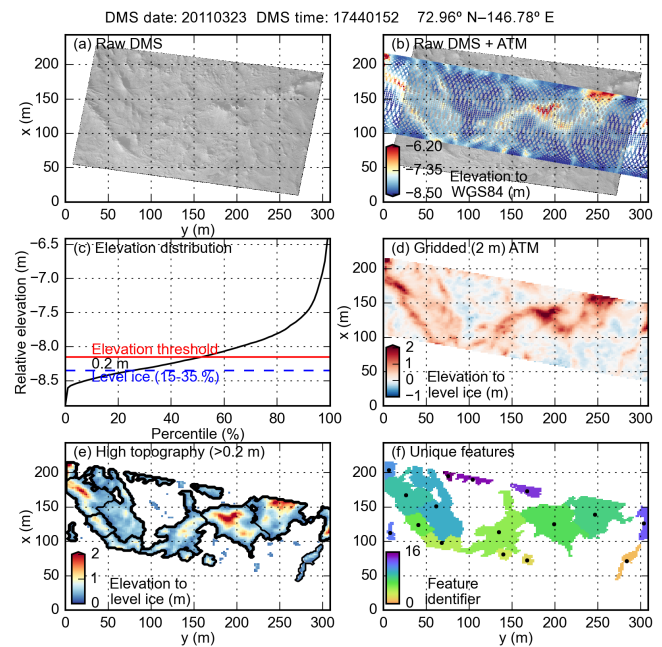 DMS date: 20110323 DMS time: 17440152 72.96° N−146.78° E
(a) Raw DMS
200
150
100
50
0
x (m)
0 50 100 150 200 250 300
y (m)
(b) Raw DMS + ATM
200
150
100
50
0
x (m)
−6.20
−7.35
−8.50
Elevation to
WGS84 (m)
0 50 100 150 200 250 300
(c) Elevation distribution
−6.5
−7.0
−7.5
−8.0
−8.5
Relative elevation (m)
Elevation threshold
0.2 m
Level ice (15-35 %)
0 20 40 60 80 100
Percentile (%)
(d) Gridded (2 m) ATM
200
150
100
50
0
x (m)
2
1
0
−1
Elevation to
level ice (m)
0 50 100 150 200 250 300
(e) High topography (>0.2 m)
200
150
100
50
0
x (m)
2
1
0
Elevation to
level ice (m)
0 50 100 150 200 250 300
y (m)
(f) Unique features
200
150
100
50
0
x (m)
16
0
Feature
identifier
0 50 100 150 200 250 300
y (m)